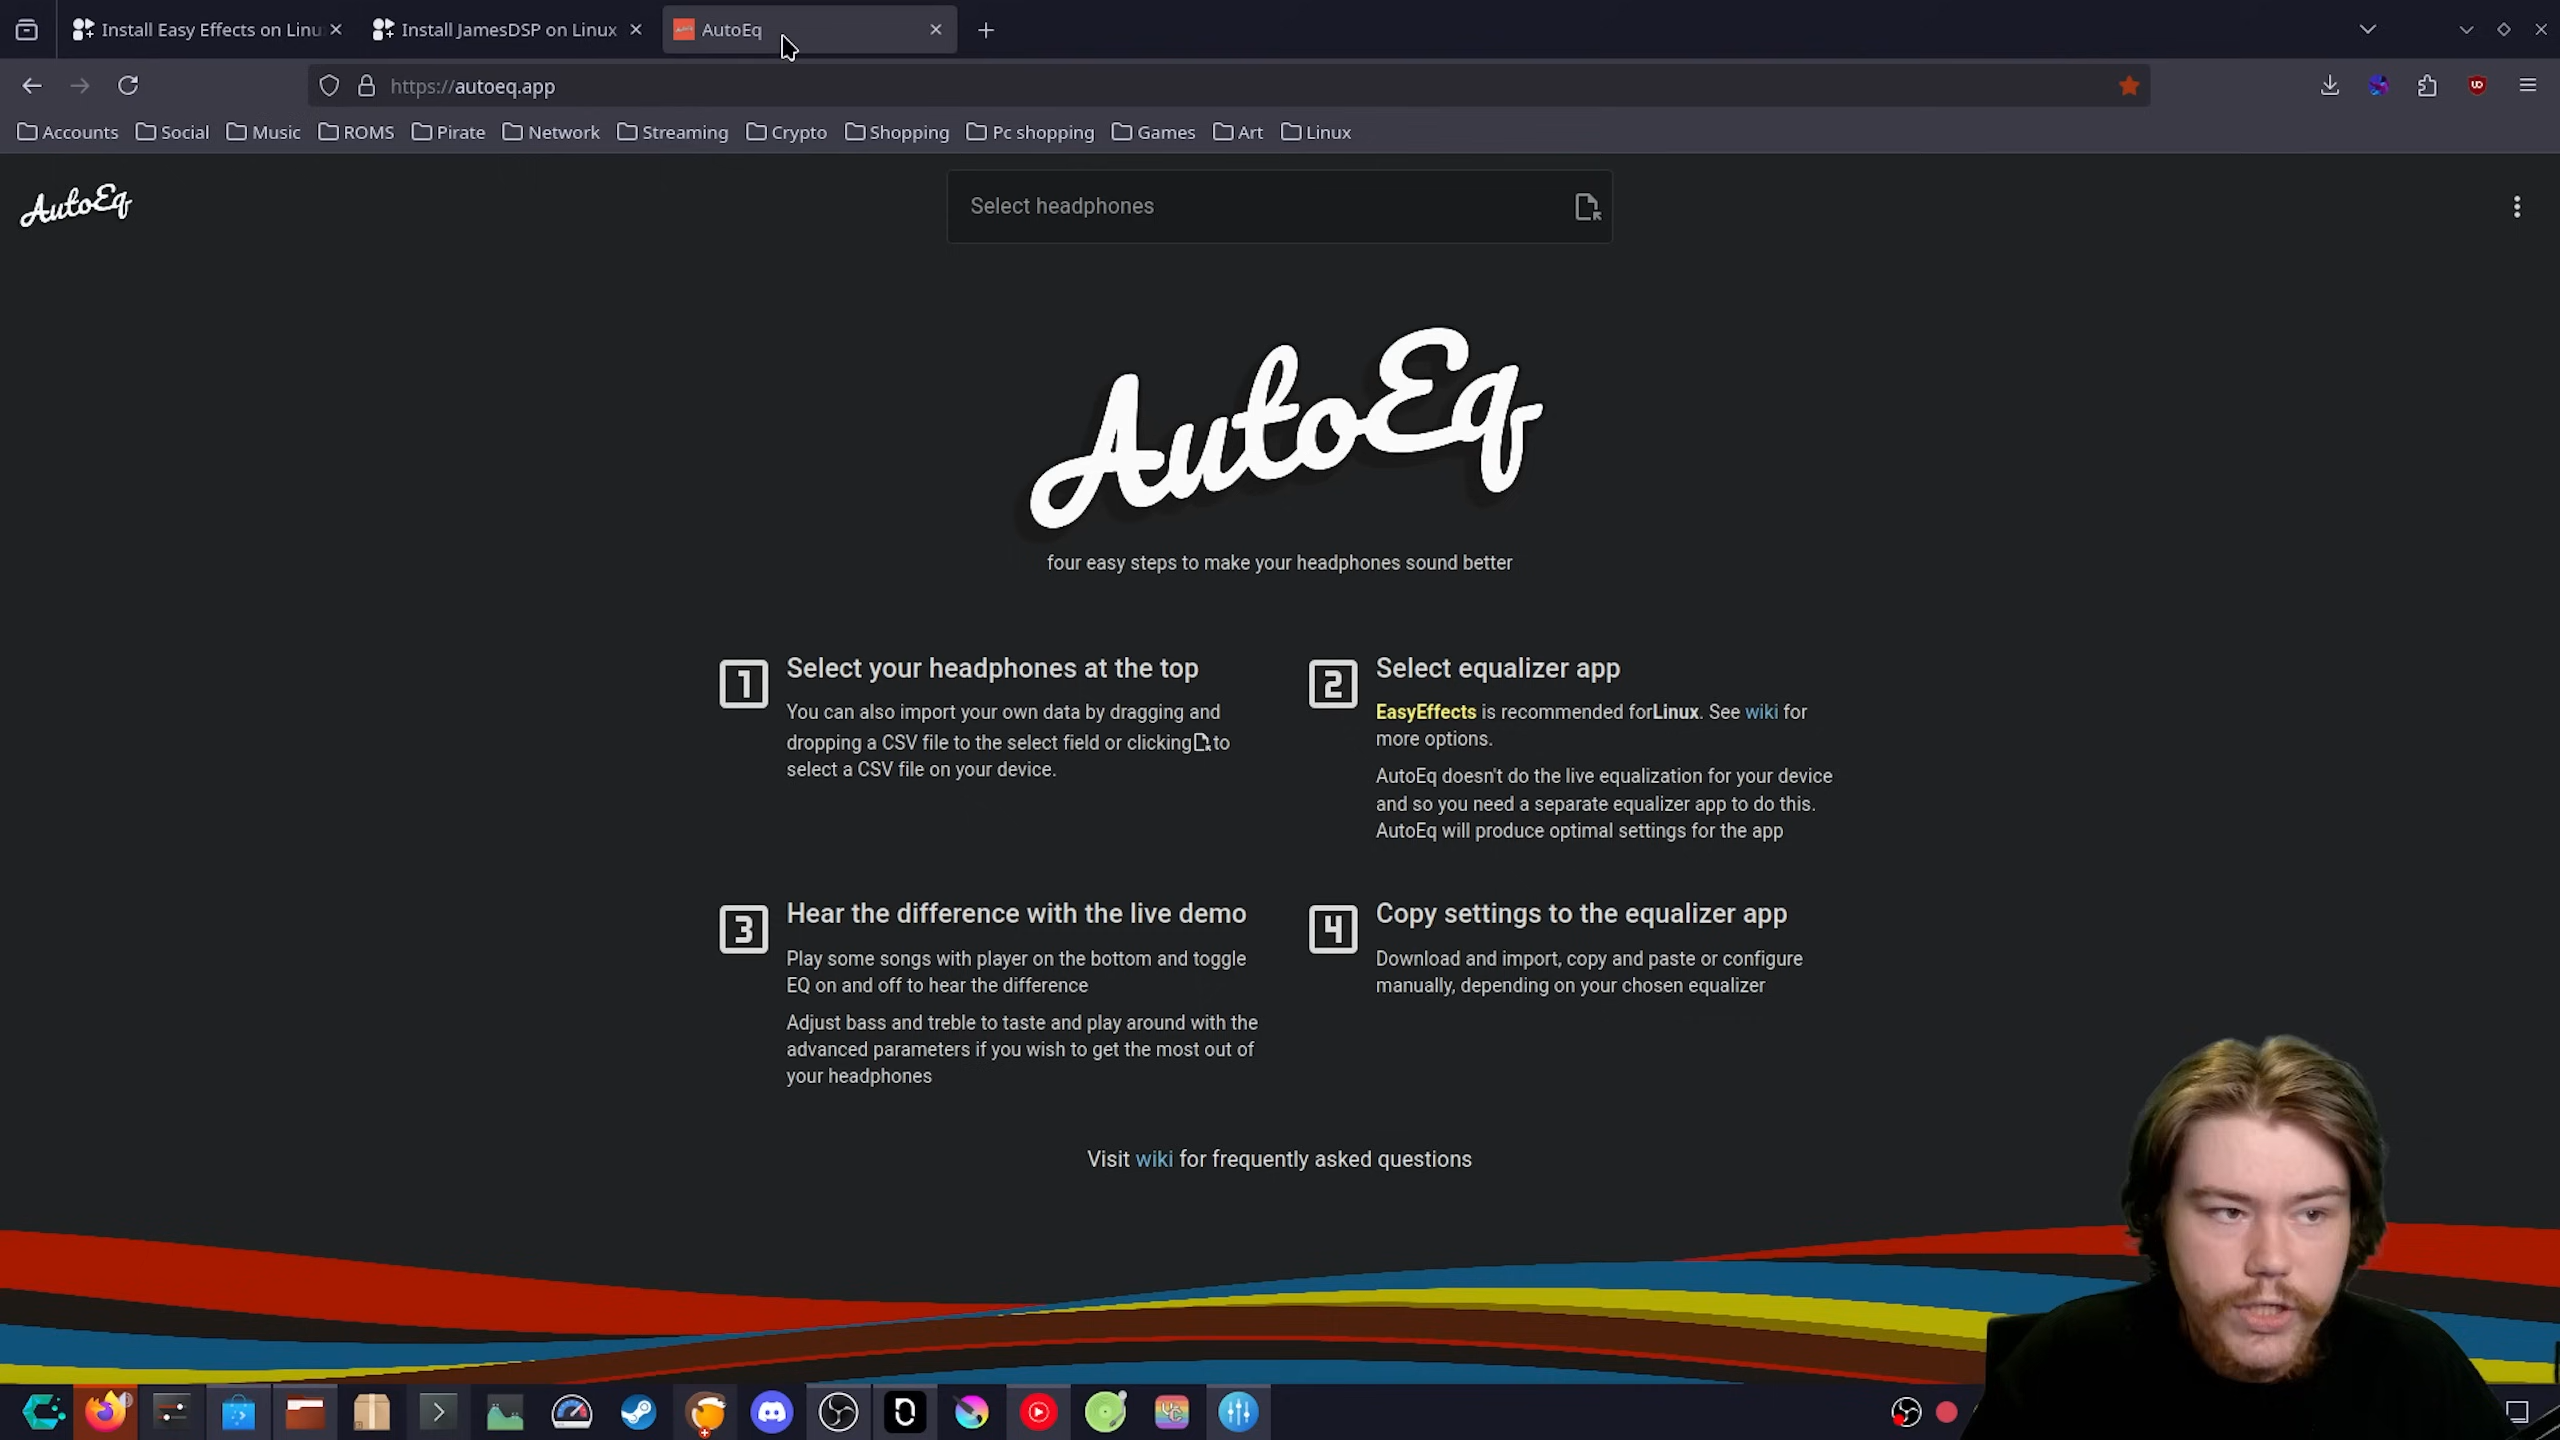 Install Easy Effects on Linu
Install JamesDSP on Linux
AutoEq
https://autoeq.app
Accounts
Social
Music
ROMS
Pirate
Network
Streaming
Crypto
Shopping
Pc shopping
Games
Art
Linux
AutoEq
Select headphones
AutoEq
four easy steps to make your headphones sound better
1
Select your headphones at the top
You can also import your own data by dragging and
dropping a CSV file to the select field or clicking to
select a CSV file on your device.
2
Select equalizer app
EasyEffects is recommended forLinux. See wiki for
more options.
AutoEq doesn't do the live equalization for your device
and so you need a separate equalizer app to do this.
AutoEq will produce optimal settings for the app
3
Hear the difference with the live demo
Play some songs with player on the bottom and toggle
EQ on and off to hear the difference
Adjust bass and treble to taste and play around with the
advanced parameters if you wish to get the most out of
your headphones
4
Copy settings to the equalizer app
Download and import, copy and paste or configure
manually, depending on your chosen equalizer
Visit wiki for frequently asked questions